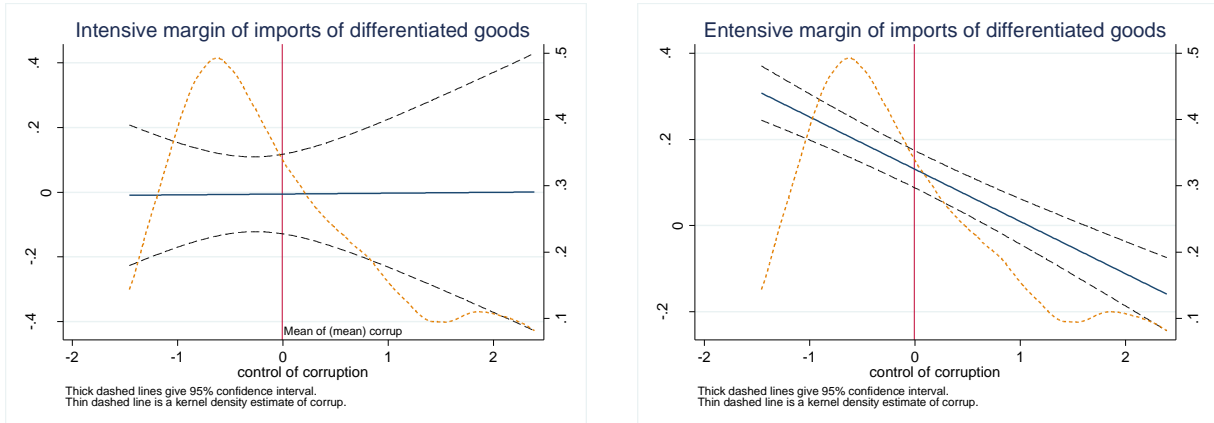 Intensive margin of imports of differentiated goods
.4
.2
0
-.2
-.4
.5
.4
.3
.2
.1
Mean of (mean) corrup
-2 -1 0 1 2
control of corruption
Thick dashed lines give 95% confidence interval.
Thin dashed line is a kernel density estimate of corrup.
Entensive margin of imports of differentiated goods
.4
.2
0
-.2
.5
.4
.3
.2
.1
-2 -1 0 1 2
control of corruption
Thick dashed lines give 95% confidence interval.
Thin dashed line is a kernel density estimate of corrup.